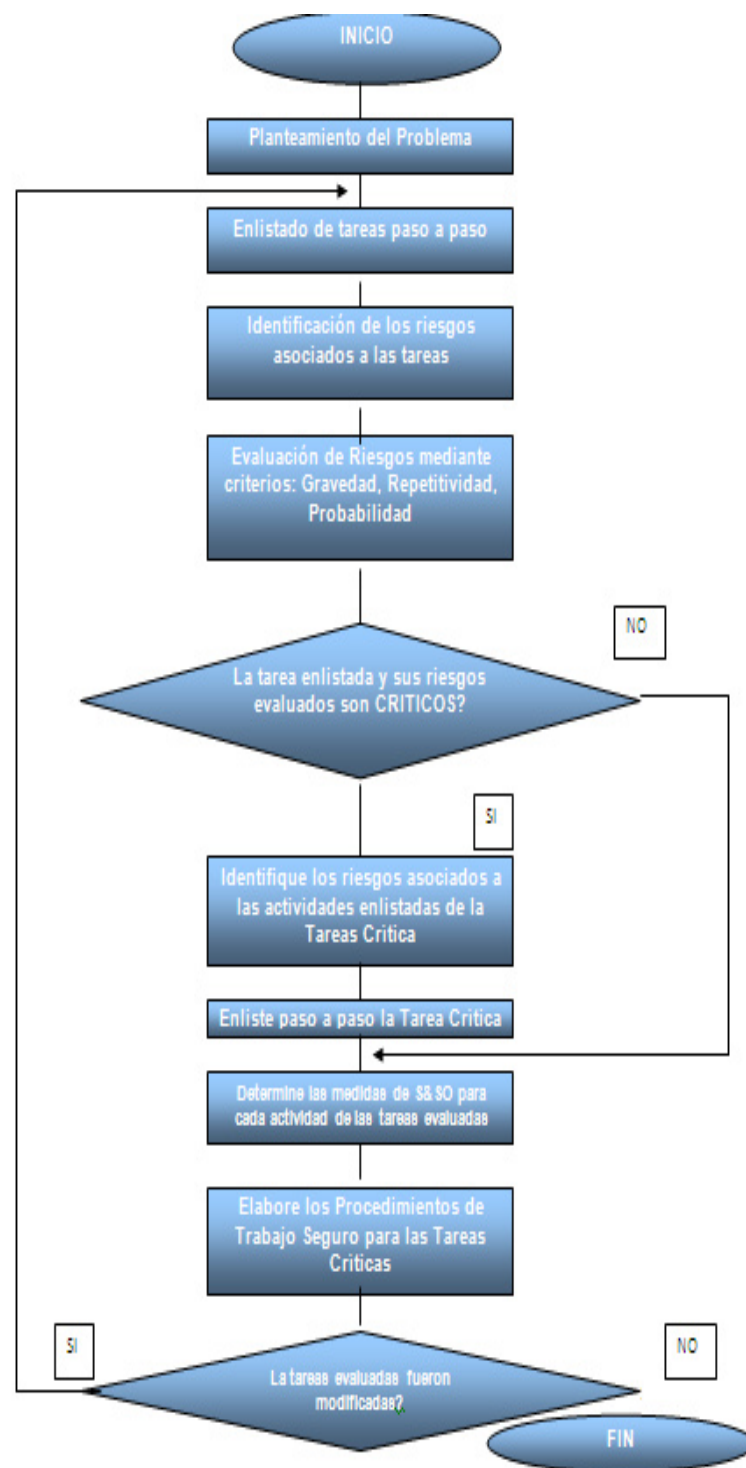 INICIO
Planteamiento del Problema
Enlistado de tareas paso a paso
Identificación de los riesgos
asociados a las tareas
Evaluación de Riesgos mediante
criterios: Gravedad, Repetitividad,
Probabilidad
NO
La tarea enlistada y sus riesgos
evaluados son CRITICOS?
SI
Identifique los riesgos asociados a
las actividades enlistadas de la
Tareas Critica
Enliste paso a paso la Tarea Critica
Determine las medidas de S&SO para
cada actividad de las tareas evaluadas
Elabore los Procedimientos de
Trabajo Seguro para las Tareas
Criticas
SI
NO
La tareas evaluadas fueron
modificadas?
FIN